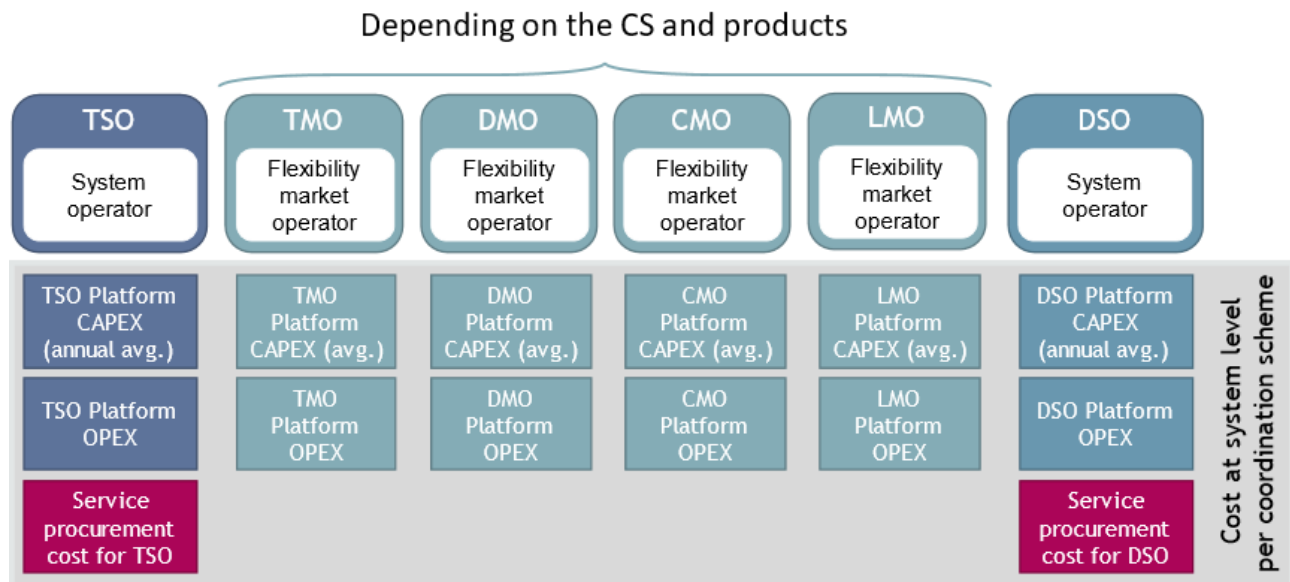 Depending on the CS and products
TSO
System
operator
TMO
Flexibility
market
operator
DMO
Flexibility
market
operator
CMO
Flexibility
market
operator
LMO
Flexibility
market
operator
DSO
System
operator
TSO Platform
CAPEX
(annual avg.)
TMO
Platform
CAPEX (avg.)
DMO
Platform
CAPEX (avg.)
CMO
Platform
CAPEX (avg.)
LMO
Platform
CAPEX (avg.)
DSO Platform
CAPEX
(annual avg.)
TSO Platform
OPEX
TMO
Platform
OPEX
DMO
Platform
OPEX
CMO
Platform
OPEX
LMO
Platform
OPEX
DSO Platform
OPEX
Service
procurement
cost for TSO
Service
procurement
cost for DSO
Cost at system level
per coordination scheme